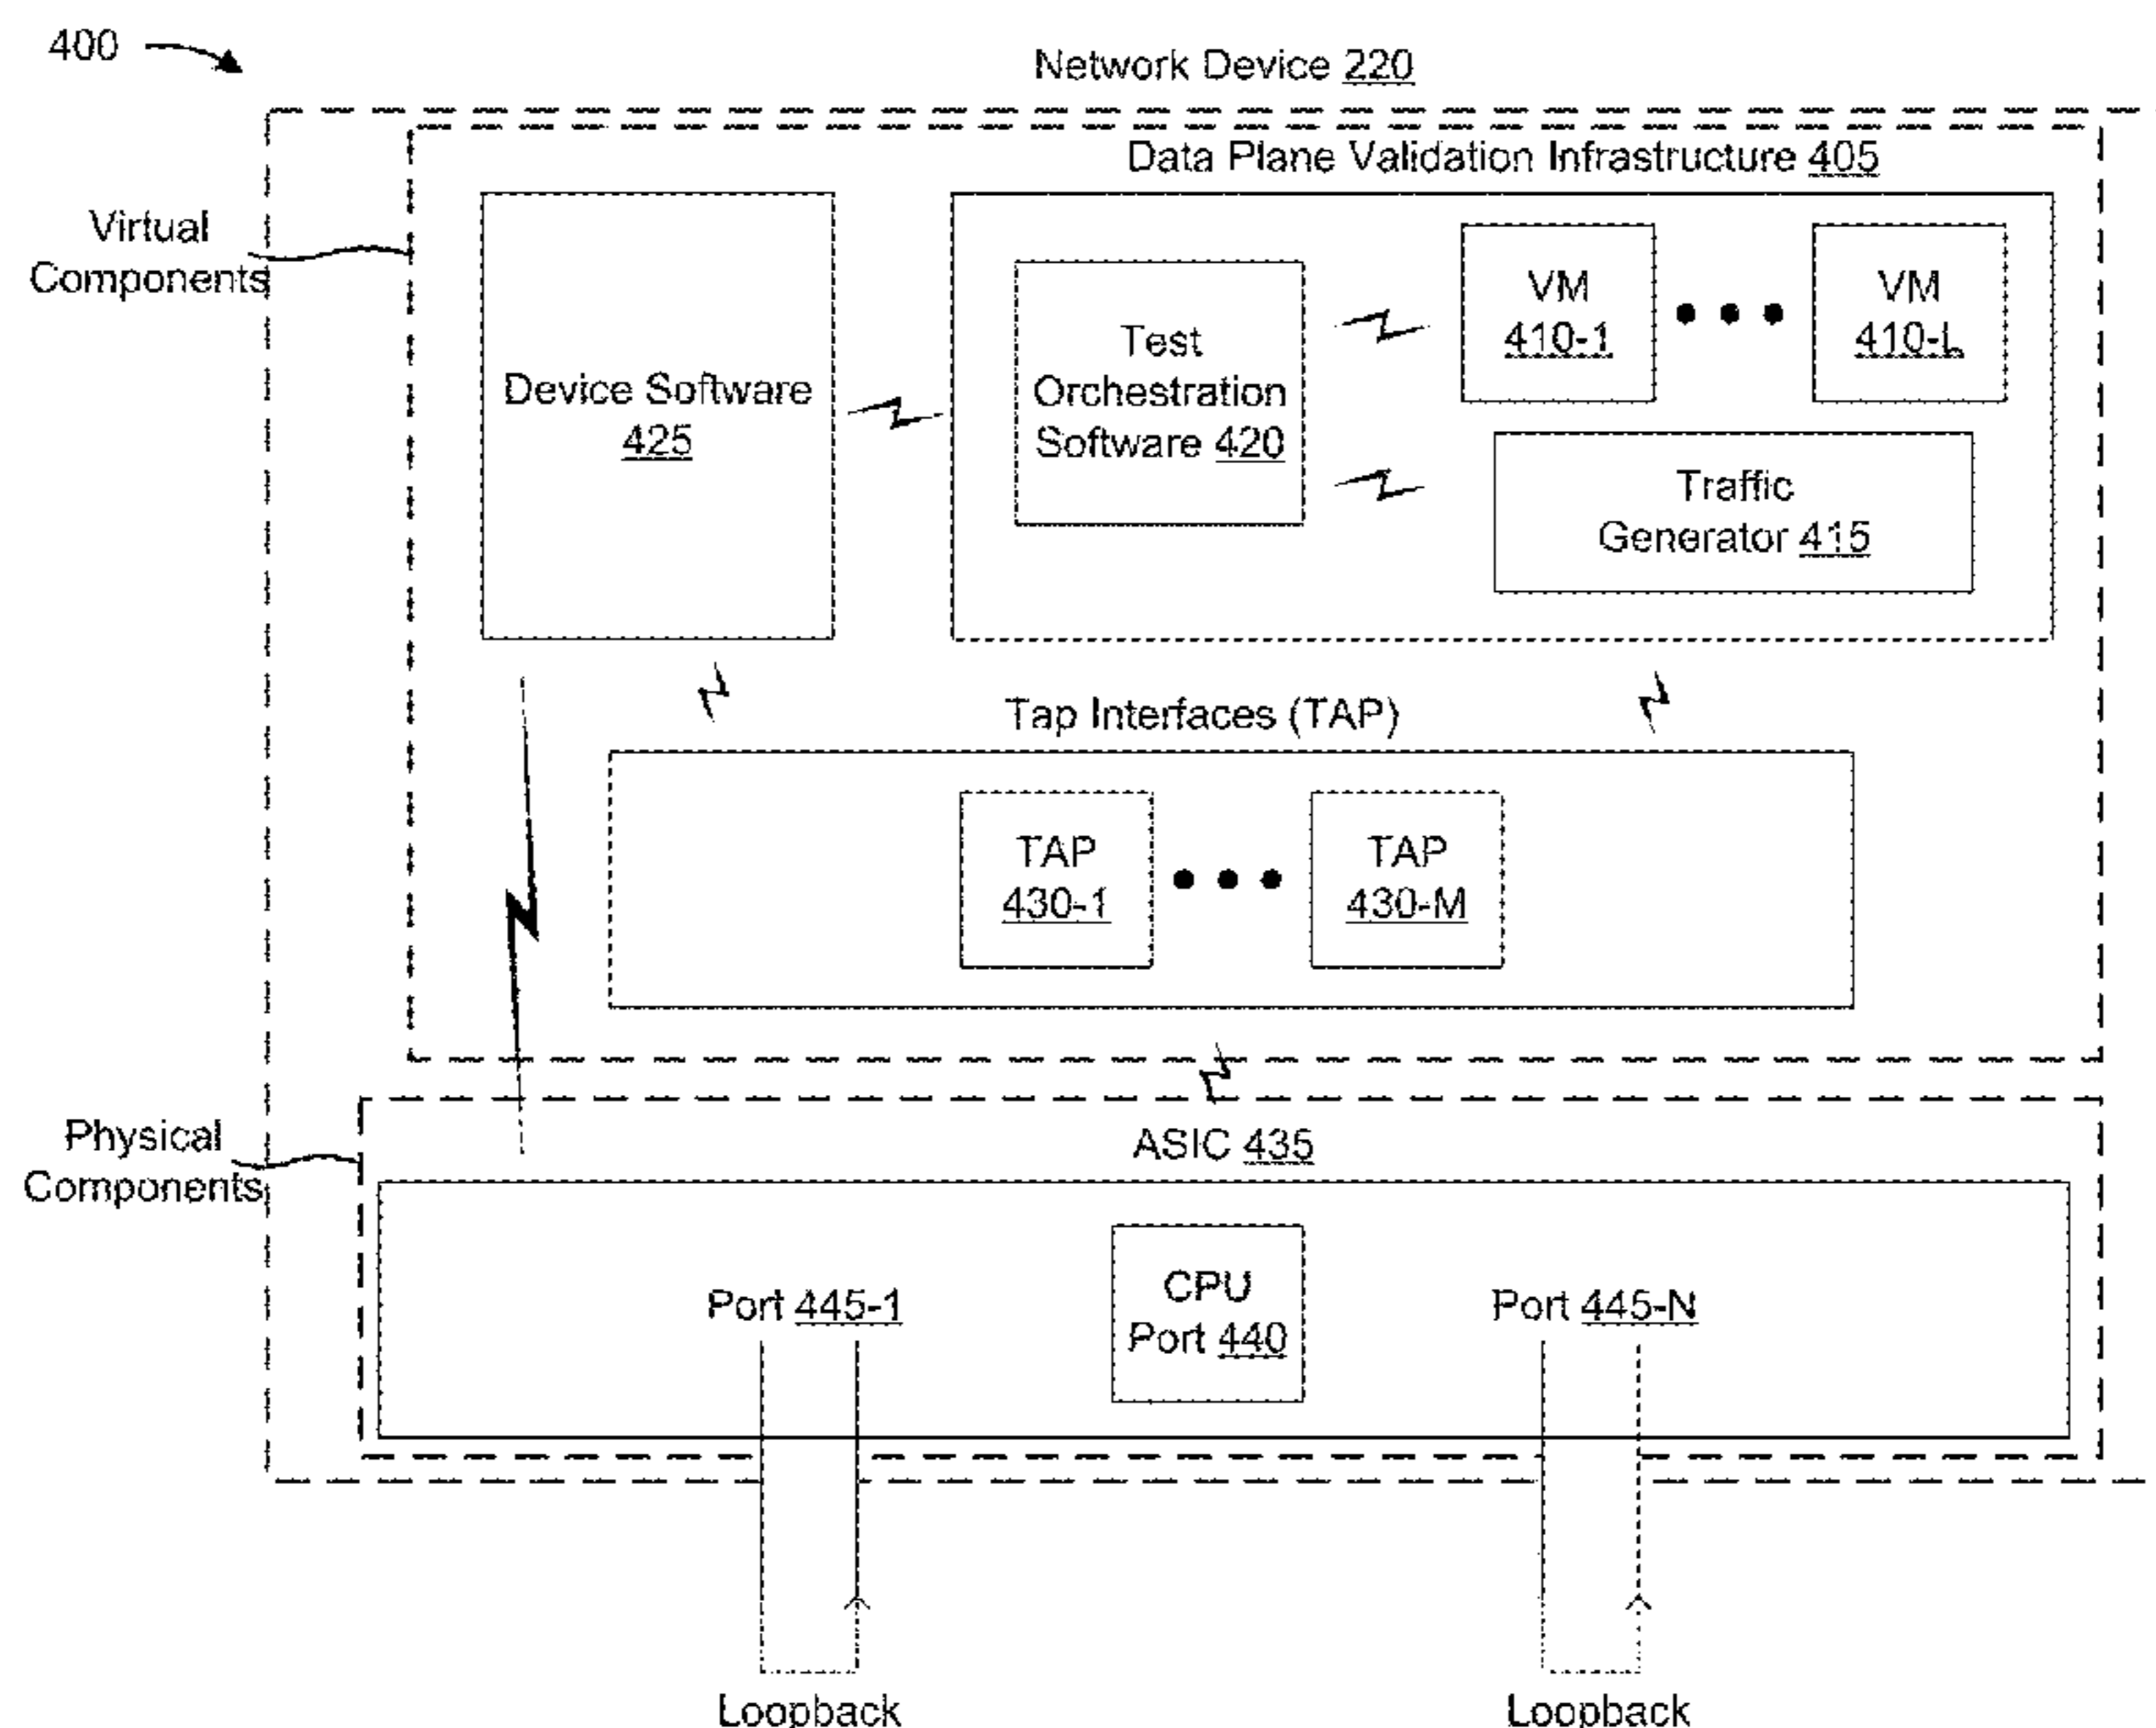 400
Network Device 220
Data Plane Validation Infrastructure 405
Virtual
Components
Device Software
425
Test
Orchestration
Software 420
VM
410-1
VM
410-L
Traffic
Generator 415
Tap Interfaces (TAP)
TAP
430-1
TAP
430-M
Physical
Components
ASIC 435
Port 445-1
CPU
Port 440
Port 445-N
Loopback
Loopback